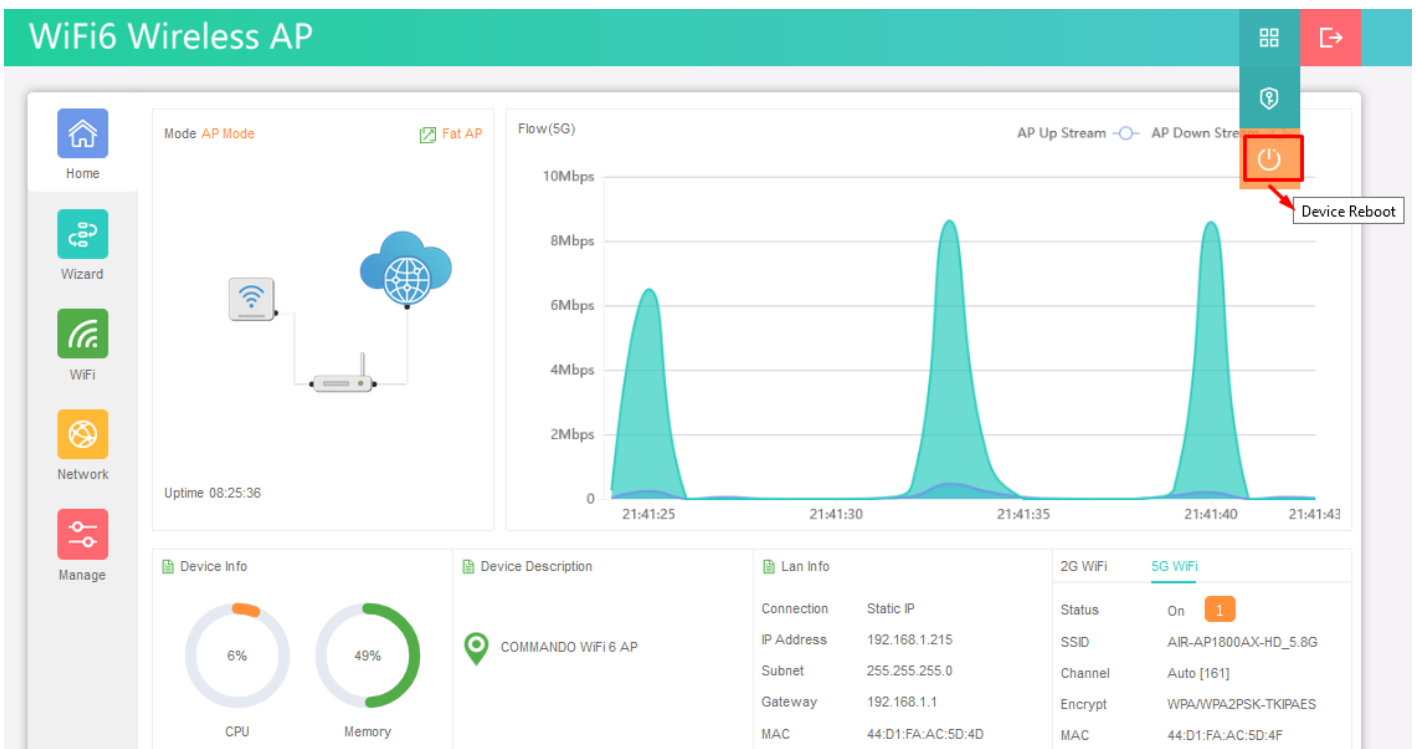 WiFi6 Wireless AP
Home
Wizard
WiFi
Network
Manage
Mode AP Mode
Fat AP
Uptime 08:25:36
Flow(5G)
AP Up Stream
AP Down Stream
Device Reboot
10Mbps
8Mbps
6Mbps
4Mbps
2Mbps
0
21:41:25 21:41:30 21:41:35 21:41:40 21:41:43
Device Info
6%
49%
CPU
Memory
Device Description
COMMANDO WiFi 6 AP
Lan Info
Connection Static IP
IP Address 192.168.1.215
Subnet 255.255.255.0
Gateway 192.168.1.1
MAC 44:D1:FA:AC:5D:4D
2G WiFi 5G WiFi
Status On 1
SSID AIR-AP1800AX-HD_5.8G
Channel Auto [161]
Encrypt WPA/WPA2PSK-TKIPAES
MAC 44:D1:FA:AC:5D:4F